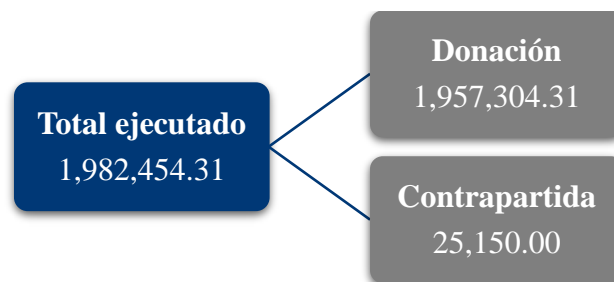 Total ejecutado
1,982,454.31
Donación
1,957,304.31
Contrapartida
25,150.00